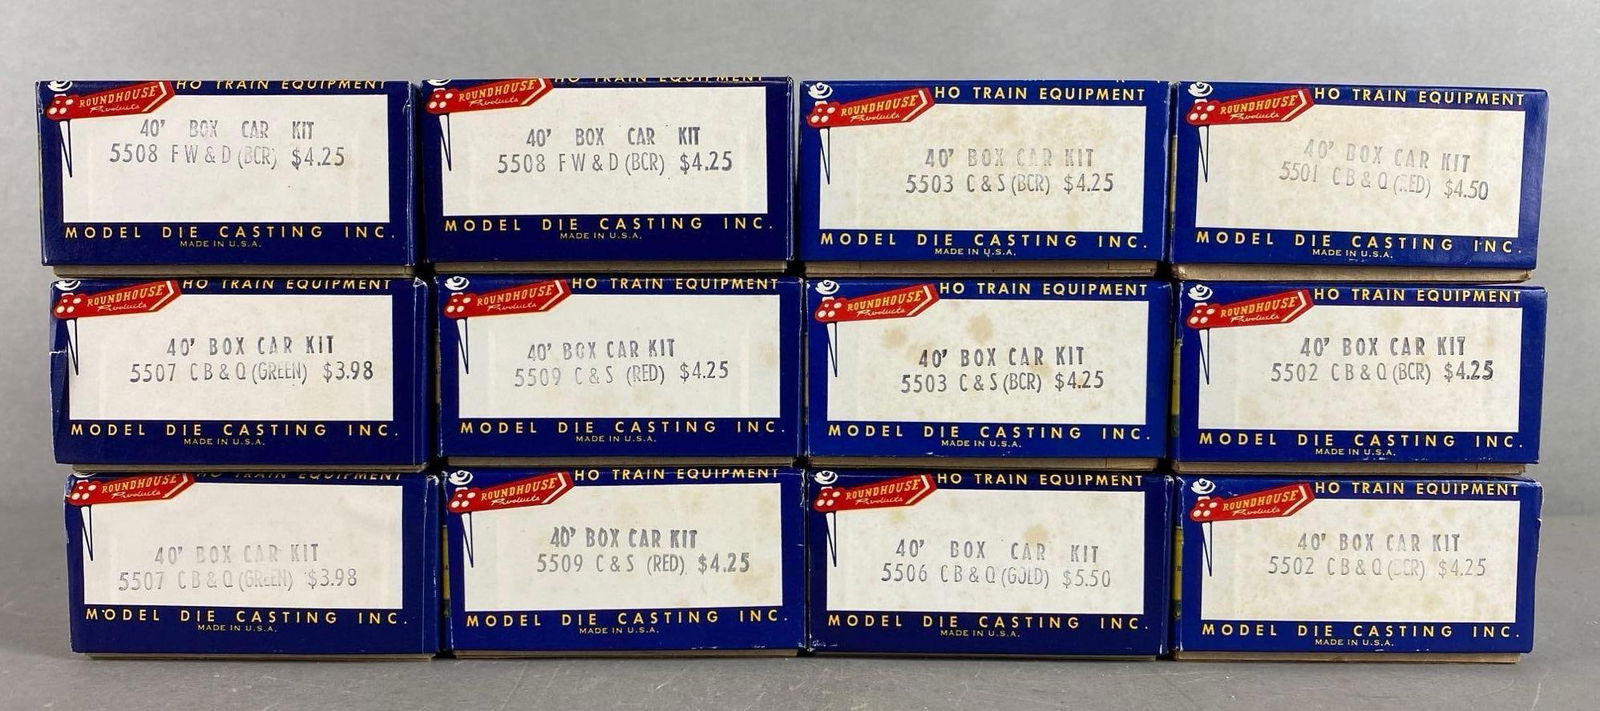 HO TRAIN EQUIPMENT
ROUNDHOUSE
Products
40' BOX CAR KIT
5508 F W & D (BCR) $4.25
MODEL DIE CASTING INC.
MADE IN U.S.A.
HO TRAIN EQUIPMENT
ROUNDHOUSE
Products
40' BOX CAR KIT
5508 F W & D (BCR) $4.25
MODEL DIE CASTING INC.
MADE IN U.S.A.
HO TRAIN EQUIPMENT
ROUNDHOUSE
Products
40' BOX CAR KIT
5503 C & S (BCR) $4.25
MODEL DIE CASTING INC.
MADE IN U.S.A.
HO TRAIN EQUIPMENT
ROUNDHOUSE
Products
40' BOX CAR KIT
5501 C B & Q (RED) $4.50
MODEL DIE CASTING INC.
MADE IN U.S.A.
HO TRAIN EQUIPMENT
ROUNDHOUSE
Products
40' BOX CAR KIT
5507 C B & Q (GREEN) $3.98
MODEL DIE CASTING INC.
MADE IN U.S.A.
HO TRAIN EQUIPMENT
ROUNDHOUSE
Products
40' BOX CAR KIT
5509 C & S (RED) $4.25
MODEL DIE CASTING INC.
MADE IN U.S.A.
HO TRAIN EQUIPMENT
ROUNDHOUSE
Products
40' BOX CAR KIT
5503 C & S (BCR) $4.25
MODEL DIE CASTING INC.
MADE IN U.S.A.
HO TRAIN EQUIPMENT
ROUNDHOUSE
Products
40' BOX CAR KIT
5502 C B & Q (BCR) $4.25
MODEL DIE CASTING INC.
MADE IN U.S.A.
HO TRAIN EQUIPMENT
ROUNDHOUSE
Products
40' BOX CAR KIT
5507 C B & Q (GREEN) $3.98
MODEL DIE CASTING INC.
MADE IN U.S.A.
HO TRAIN EQUIPMENT
ROUNDHOUSE
Products
40' BOX CAR KIT
5509 C & S (RED) $4.25
MODEL DIE CASTING INC.
MADE IN U.S.A.
HO TRAIN EQUIPMENT
ROUNDHOUSE
Products
40' BOX CAR KIT
5506 C B & Q (GOLD) $5.50
MODEL DIE CASTING INC.
MADE IN U.S.A.
HO TRAIN EQUIPMENT
ROUNDHOUSE
Products
40' BOX CAR KIT
5502 C B & Q (BCR) $4.25
MODEL DIE CASTING INC.
MADE IN U.S.A.